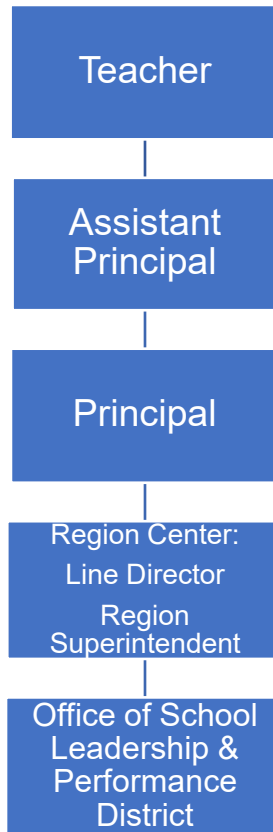 Teacher
Assistant
Principal
Principal
Region Center:
Line Director
Region
Superintendent
Office of School
Leadership &
Performance
District